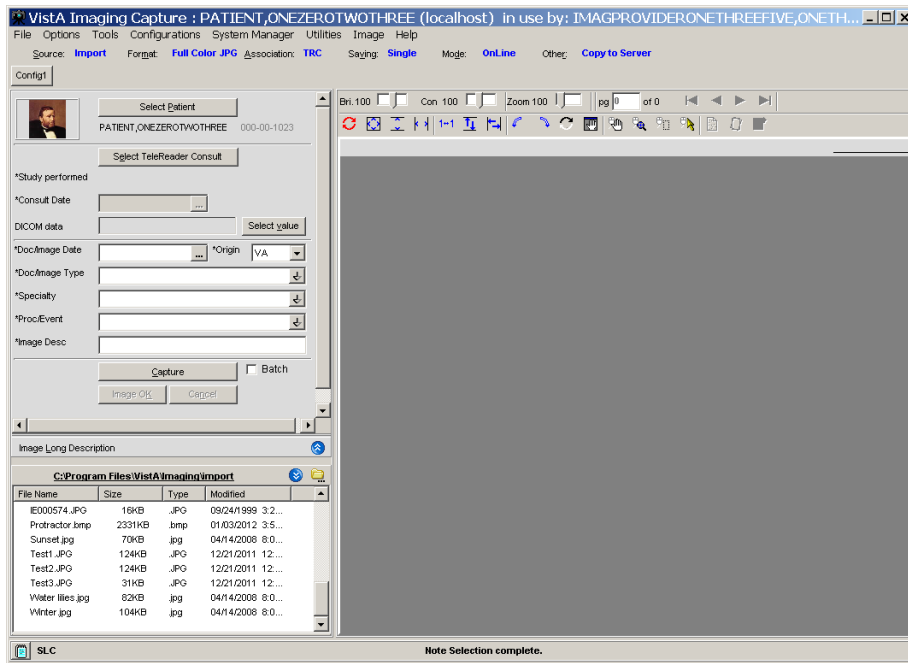 VistA Imaging Capture : PATIENT,ONEZEROTWOTHREE (localhost) in use by: IMAGPROVIDERONETHREEFIVE,ONETH...
File Options Tools Configurations System Manager Utilities Image Help
Source: Import Format: Full Color JPG Association: TRC Saving: Single Mode: OnLine Other: Copy to Server
Config1
Select Patient
PATIENT,ONEZEROTWOTHREE 000-00-1023
Bri. 100 Con 100 Zoom 100 pg 0 of 0
1-1
Select TeleReader Consult
*Study performed
*Consult Date ...
DICOM data Select value
*Doc/Image Date ... *Origin VA
*Doc/Image Type
*Specialty
*Proc/Event
*Image Desc
Capture Batch
Image OK Cancel
Image Long Description
C:\Program Files\VistA\Imaging\import
File Name Size Type Modified
IE000574.JPG 16KB .JPG 09/24/1999 3:2...
Protractor.bmp 2331KB .bmp 01/03/2012 3:5...
Sunset.jpg 70KB .jpg 04/14/2008 8:0...
Test1.JPG 124KB .JPG 12/21/2011 12:...
Test2.JPG 124KB .JPG 12/21/2011 12:...
Test3.JPG 31KB .JPG 12/21/2011 12:...
Water lilies.jpg 82KB .jpg 04/14/2008 8:0...
Winter.jpg 104KB .jpg 04/14/2008 8:0...
SLC Note Selection complete.